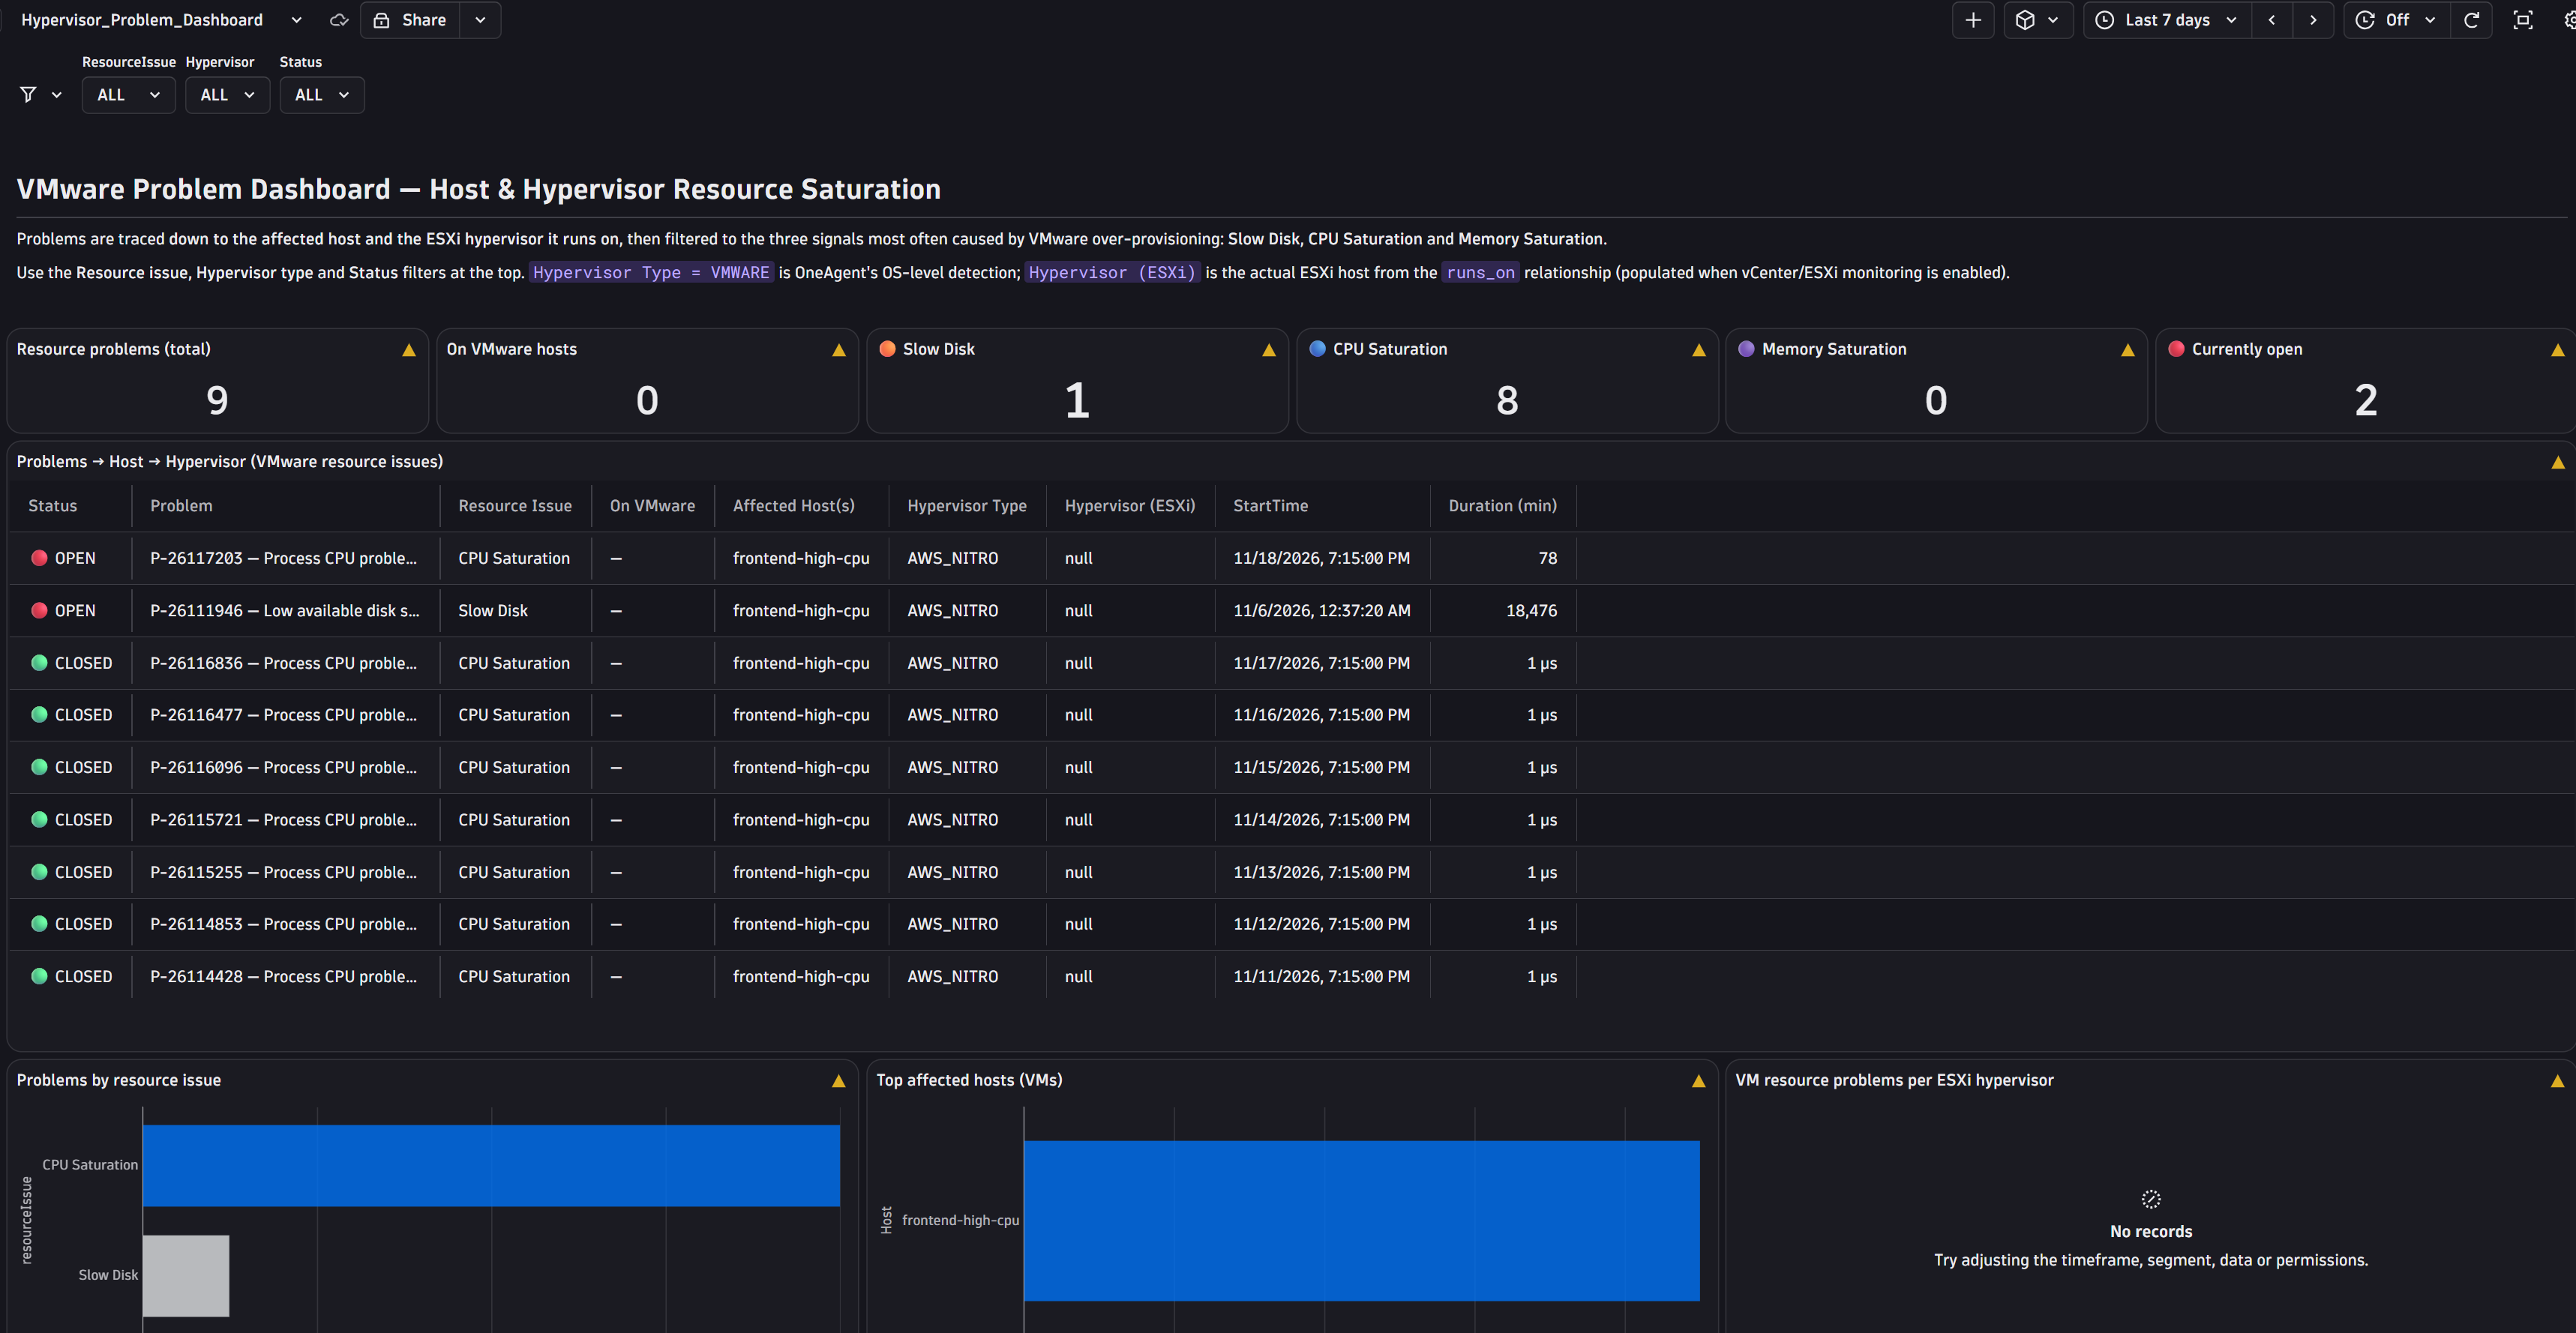 Hypervisor_Problem_Dashboard Share Last 7 days Off
ResourceIssue Hypervisor Status
ALL ALL ALL
VMware Problem Dashboard — Host & Hypervisor Resource Saturation
Problems are traced down to the affected host and the ESXi hypervisor it runs on, then filtered to the three signals most often caused by VMware over-provisioning: Slow Disk, CPU Saturation and Memory Saturation.
Use the Resource issue, Hypervisor type and Status filters at the top. Hypervisor Type = VMWARE is OneAgent's OS-level detection; Hypervisor (ESXi) is the actual ESXi host from the runs_on relationship (populated when vCenter/ESXi monitoring is enabled).
Resource problems (total) On VMware hosts Slow Disk CPU Saturation Memory Saturation Currently open
9 0 1 8 0 2
Problems → Host → Hypervisor (VMware resource issues)
Status Problem Resource Issue On VMware Affected Host(s) Hypervisor Type Hypervisor (ESXi) StartTime Duration (min)
OPEN P-26117203 — Process CPU proble... CPU Saturation — frontend-high-cpu AWS_NITRO null 11/18/2026, 7:15:00 PM 78
OPEN P-26111946 — Low available disk s... Slow Disk — frontend-high-cpu AWS_NITRO null 11/6/2026, 12:37:20 AM 18,476
CLOSED P-26116836 — Process CPU proble... CPU Saturation — frontend-high-cpu AWS_NITRO null 11/17/2026, 7:15:00 PM 1 µs
CLOSED P-26116477 — Process CPU proble... CPU Saturation — frontend-high-cpu AWS_NITRO null 11/16/2026, 7:15:00 PM 1 µs
CLOSED P-26116096 — Process CPU proble... CPU Saturation — frontend-high-cpu AWS_NITRO null 11/15/2026, 7:15:00 PM 1 µs
CLOSED P-26115721 — Process CPU proble... CPU Saturation — frontend-high-cpu AWS_NITRO null 11/14/2026, 7:15:00 PM 1 µs
CLOSED P-26115255 — Process CPU proble... CPU Saturation — frontend-high-cpu AWS_NITRO null 11/13/2026, 7:15:00 PM 1 µs
CLOSED P-26114853 — Process CPU proble... CPU Saturation — frontend-high-cpu AWS_NITRO null 11/12/2026, 7:15:00 PM 1 µs
CLOSED P-26114428 — Process CPU proble... CPU Saturation — frontend-high-cpu AWS_NITRO null 11/11/2026, 7:15:00 PM 1 µs
Problems by resource issue
resourceIssue
CPU Saturation
Slow Disk
Top affected hosts (VMs)
Host
frontend-high-cpu
VM resource problems per ESXi hypervisor
No records
Try adjusting the timeframe, segment, data or permissions.